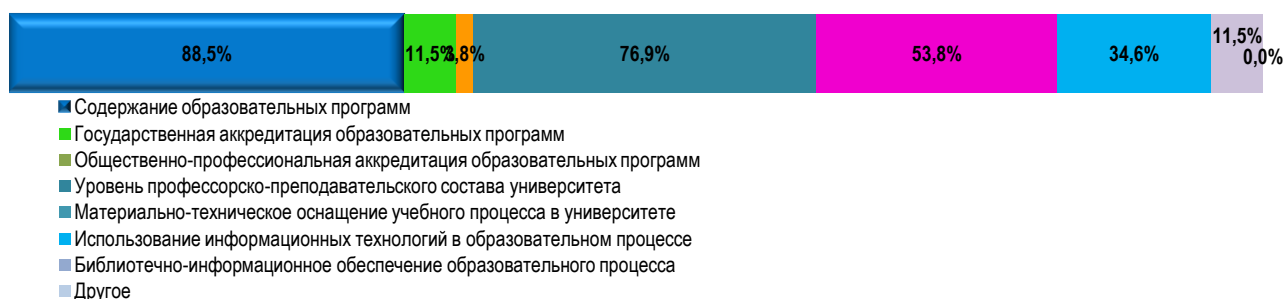 88,5% 11,5% 3,8% 76,9% 53,8% 34,6% 11,5% 0,0%
Содержание образовательных программ
Государственная аккредитация образовательных программ
Общественно-профессиональная аккредитация образовательных программ
Уровень профессорско-преподавательского состава университета
Материально-техническое оснащение учебного процесса в университете
Использование информационных технологий в образовательном процессе
Библиотечно-информационное обеспечение образовательного процесса
Другое